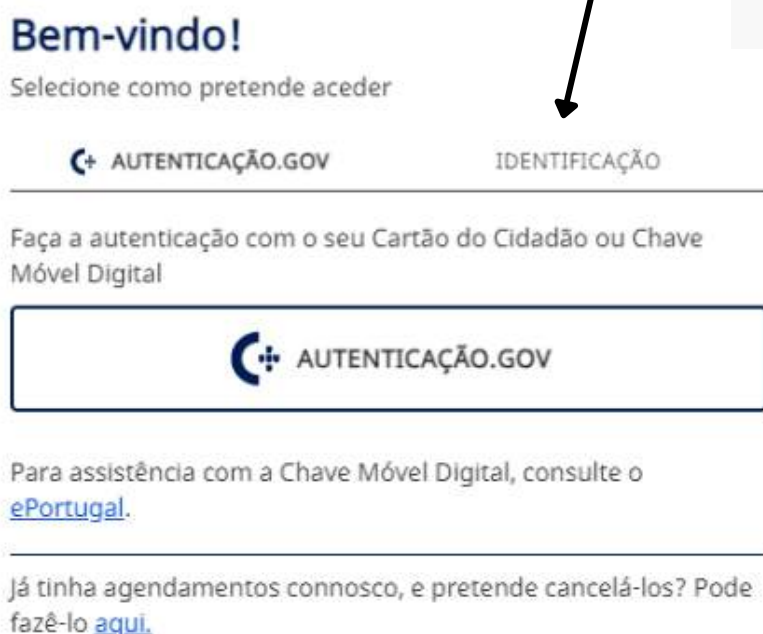 Bem-vindo!
Selecione como pretende aceder
AUTENTICAÇÃO.GOV IDENTIFICAÇÃO
Faça a autenticação com o seu Cartão do Cidadão ou Chave
Móvel Digital
AUTENTICAÇÃO.GOV
Para assistência com a Chave Móvel Digital, consulte o
ePortugal.
Já tinha agendamentos connosco, e pretende cancelá-los? Pode
fazê-lo aqui.